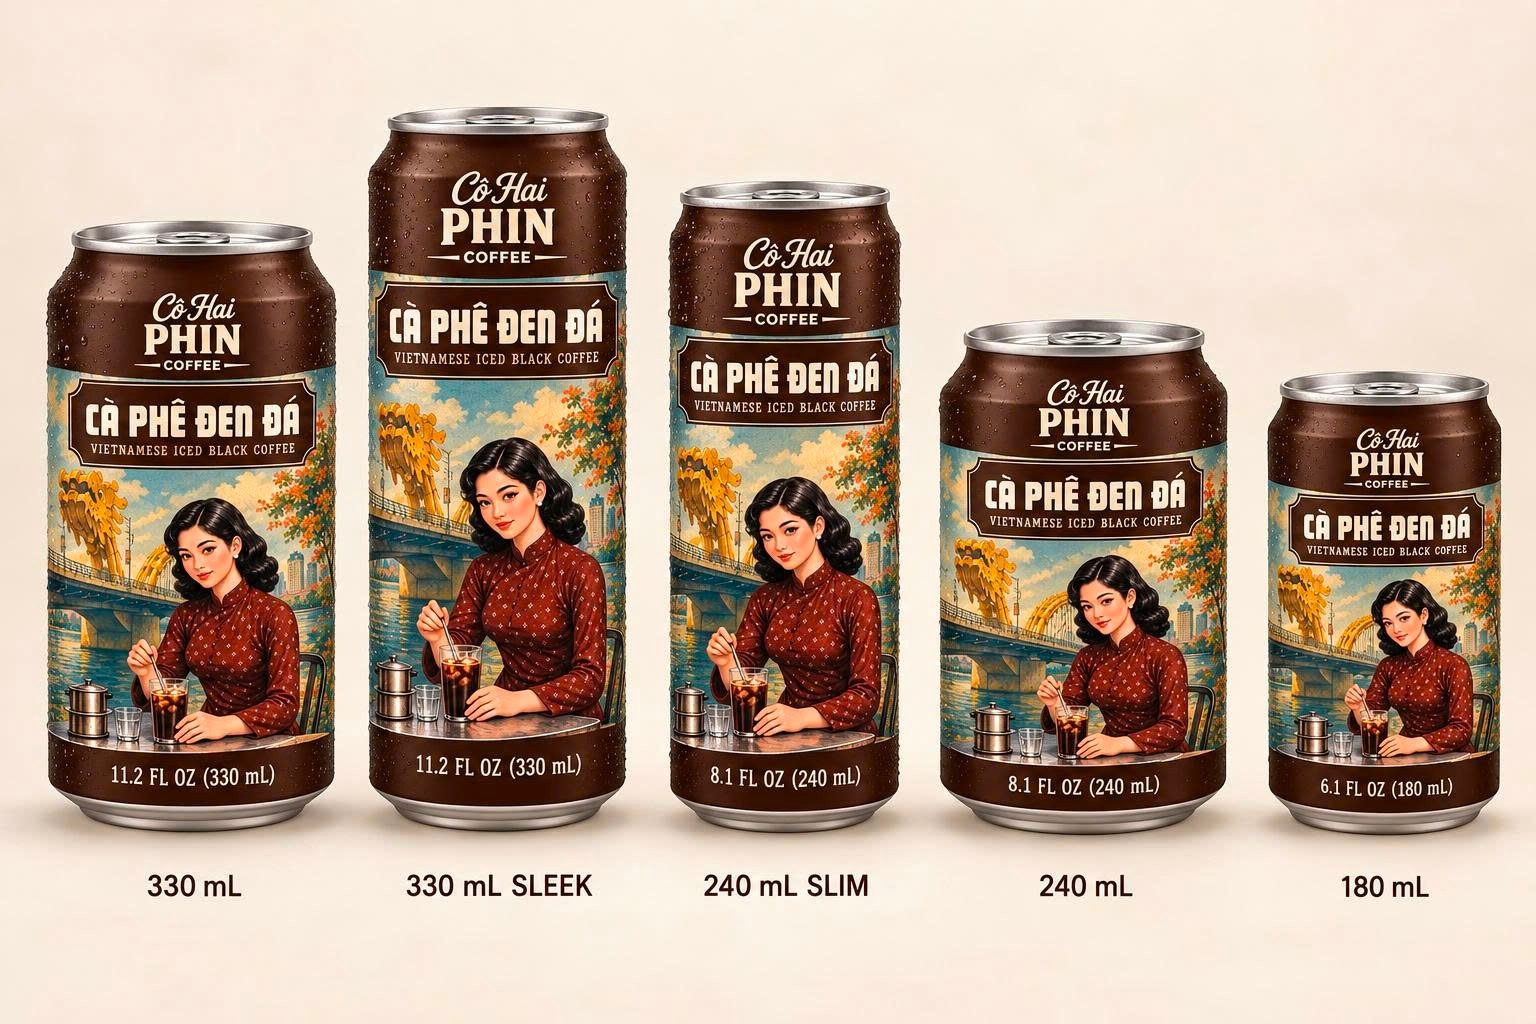 Cô Hai
PHIN
COFFEE
CÀ PHÊ ĐEN ĐÁ
VIETNAMESE ICED BLACK COFFEE
11.2 FL OZ (330 mL)
330 mL
Cô Hai
PHIN
COFFEE
CÀ PHÊ ĐEN ĐÁ
VIETNAMESE ICED BLACK COFFEE
11.2 FL OZ (330 mL)
330 mL SLEEK
Cô Hai
PHIN
COFFEE
CÀ PHÊ ĐEN ĐÁ
VIETNAMESE ICED BLACK COFFEE
8.1 FL OZ (240 mL)
240 mL SLIM
Cô Hai
PHIN
COFFEE
CÀ PHÊ ĐEN ĐÁ
VIETNAMESE ICED BLACK COFFEE
8.1 FL OZ (240 mL)
240 mL
Cô Hai
PHIN
COFFEE
CÀ PHÊ ĐEN ĐÁ
VIETNAMESE ICED BLACK COFFEE
6.1 FL OZ (180 mL)
180 mL